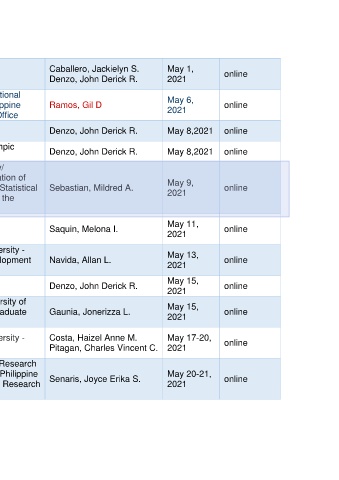 Caballero, Jackielyn S. May 1, online
Denzo, John Derick R. 2021
tional
ppine Ramos, Gil D May 6, online
Office 2021
Denzo, John Derick R. May 8,2021 online
mpic Denzo, John Derick R. May 8,2021 online
y/
ation of
Statistical Sebastian, Mildred A. May 9, online
the 2021
Saquin, Melona I. May 11, online
2021
ersity - Navida, Allan L. May 13, online
lopment 2021
Denzo, John Derick R. May 15, online
2021
rsity of Gaunia, Jonerizza L. May 15, online
aduate 2021
ersity - Costa, Haizel Anne M. May 17-20, online
Pitagan, Charles Vincent C. 2021
Research
Philippine Senaris, Joyce Erika S. May 20-21, online
Research 2021